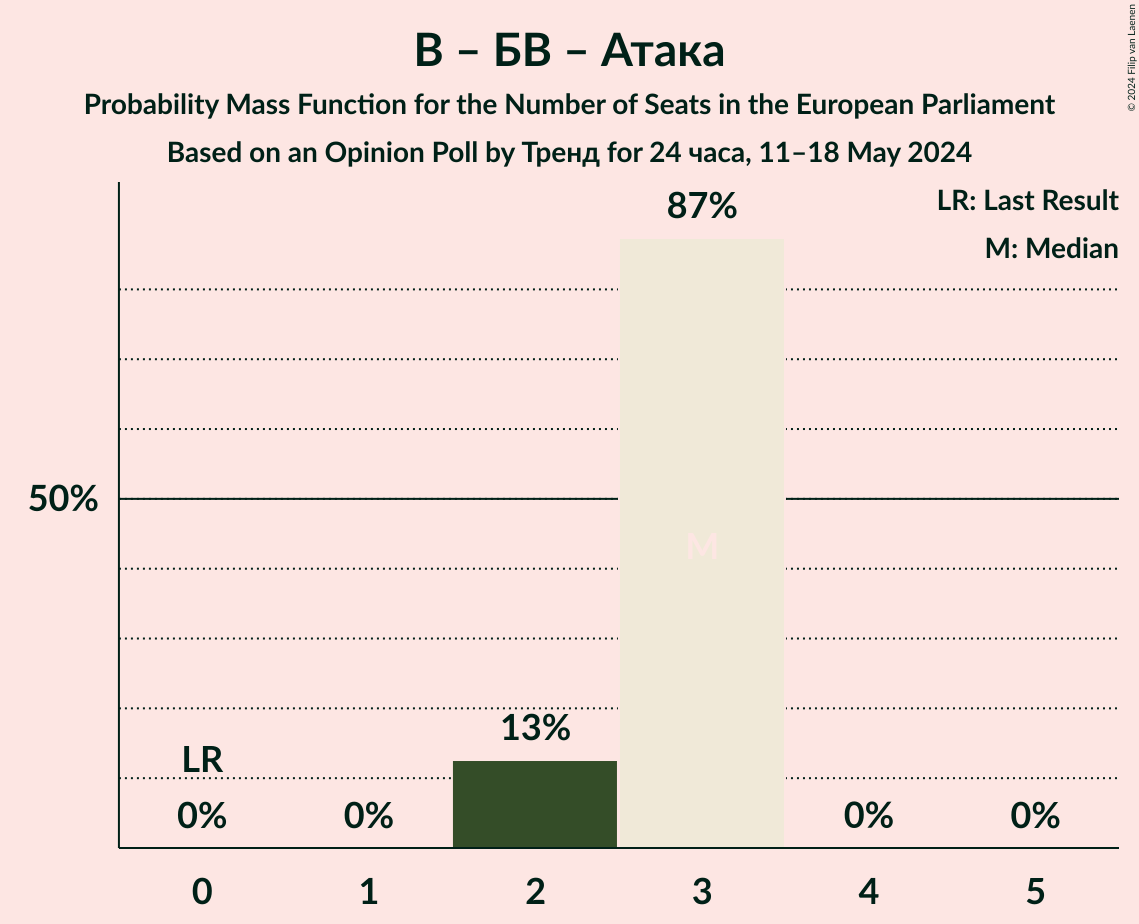 В – БВ – Атака
Probability Mass Function for the Number of Seats in the European Parliament
Based on an Opinion Poll by Тренд for 24 часа, 11–18 May 2024
© 2024 Filip van Laenen
LR: Last Result
M: Median
87%
50%
M
13%
LR
0% 0% 0% 0%
0 1 2 3 4 5